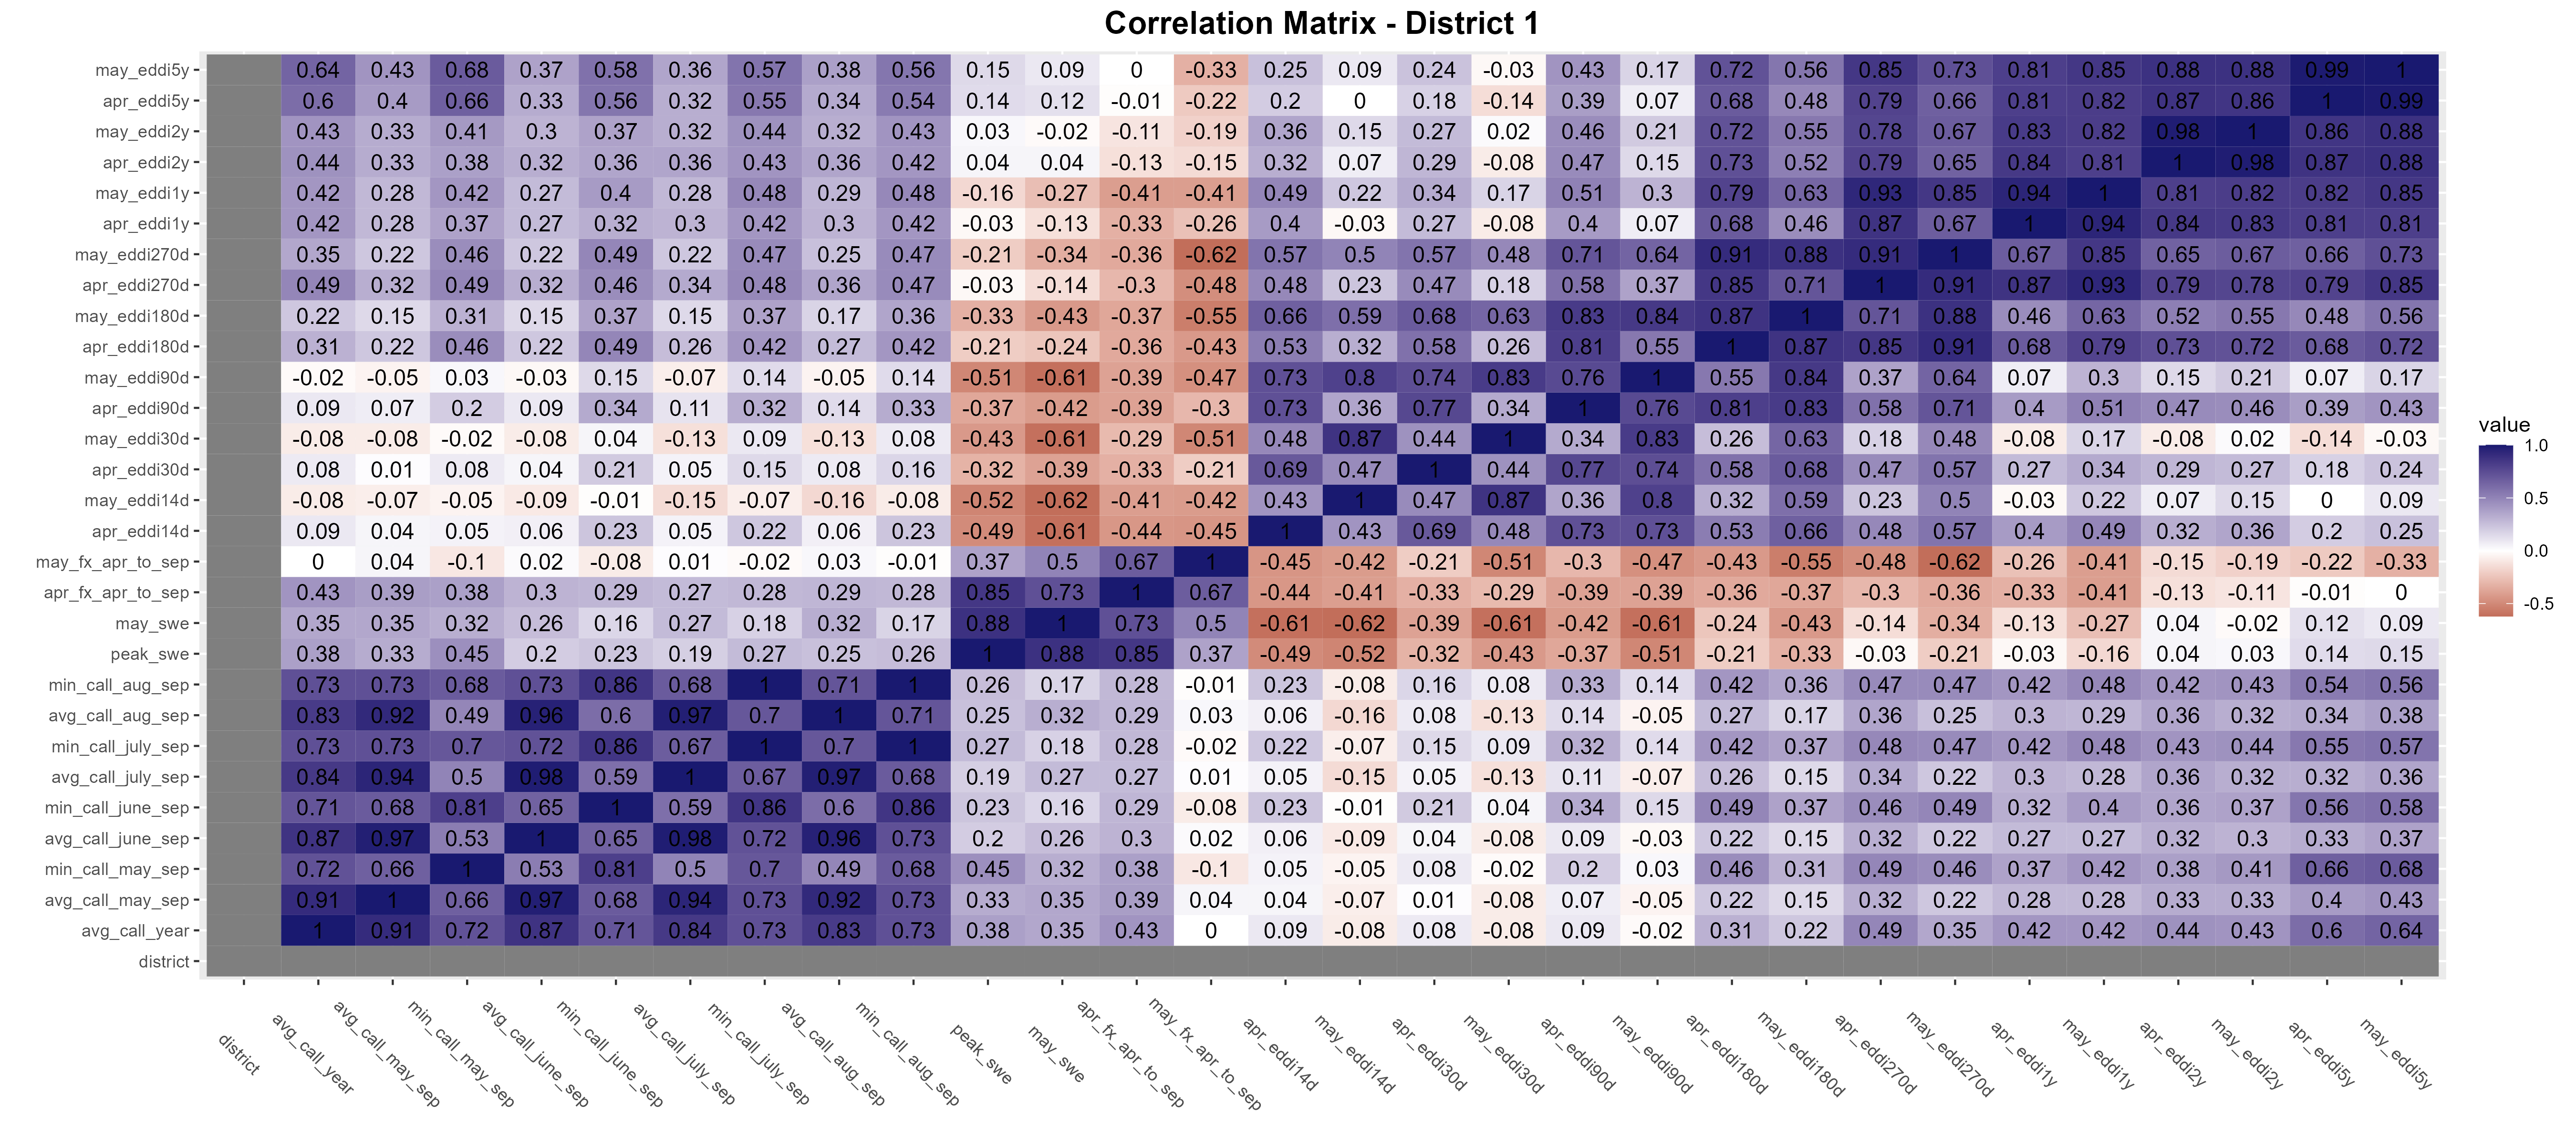 Correlation Matrix - District 1
may_eddi5y 0.64 0.43 0.68 0.37 0.58 0.36 0.57 0.38 0.56 0.15 0.09 0 -0.33 0.25 0.09 0.24 -0.03 0.43 0.17 0.72 0.56 0.85 0.73 0.81 0.85 0.88 0.88 0.99 1
apr_eddi5y 0.6 0.4 0.66 0.33 0.56 0.32 0.55 0.34 0.54 0.14 0.12 -0.01 -0.22 0.2 0 0.18 -0.14 0.39 0.07 0.68 0.48 0.79 0.66 0.81 0.82 0.87 0.86 1 0.99
may_eddi2y 0.43 0.33 0.41 0.3 0.37 0.32 0.44 0.32 0.43 0.03 -0.02 -0.11 -0.19 0.36 0.15 0.27 0.02 0.46 0.21 0.72 0.55 0.78 0.67 0.83 0.82 0.98 1 0.86 0.88
apr_eddi2y 0.44 0.33 0.38 0.32 0.36 0.36 0.43 0.36 0.42 0.04 0.04 -0.13 -0.15 0.32 0.07 0.29 -0.08 0.47 0.15 0.73 0.52 0.79 0.65 0.84 0.81 1 0.98 0.87 0.88
may_eddi1y 0.42 0.28 0.42 0.27 0.4 0.28 0.48 0.29 0.48 -0.16 -0.27 -0.41 -0.41 0.49 0.22 0.34 0.17 0.51 0.3 0.79 0.63 0.93 0.85 0.94 1 0.81 0.82 0.82 0.85
apr_eddi1y 0.42 0.28 0.37 0.27 0.32 0.3 0.42 0.3 0.42 -0.03 -0.13 -0.33 -0.26 0.4 -0.03 0.27 -0.08 0.4 0.07 0.68 0.46 0.87 0.67 1 0.94 0.84 0.83 0.81 0.81
may_eddi270d 0.35 0.22 0.46 0.22 0.49 0.22 0.47 0.25 0.47 -0.21 -0.34 -0.36 -0.62 0.57 0.5 0.57 0.48 0.71 0.64 0.91 0.88 0.91 1 0.67 0.85 0.65 0.67 0.66 0.73
apr_eddi270d 0.49 0.32 0.49 0.32 0.46 0.34 0.48 0.36 0.47 -0.03 -0.14 -0.3 -0.48 0.48 0.23 0.47 0.18 0.58 0.37 0.85 0.71 1 0.91 0.87 0.93 0.79 0.78 0.79 0.85
may_eddi180d 0.22 0.15 0.31 0.15 0.37 0.15 0.37 0.17 0.36 -0.33 -0.43 -0.37 -0.55 0.66 0.59 0.68 0.63 0.83 0.84 0.87 1 0.71 0.88 0.46 0.63 0.52 0.55 0.48 0.56
apr_eddi180d 0.31 0.22 0.46 0.22 0.49 0.26 0.42 0.27 0.42 -0.21 -0.24 -0.36 -0.43 0.53 0.32 0.58 0.26 0.81 0.55 1 0.87 0.85 0.91 0.68 0.79 0.73 0.72 0.68 0.72
may_eddi90d -0.02 -0.05 0.03 -0.03 0.15 -0.07 0.14 -0.05 0.14 -0.51 -0.61 -0.39 -0.47 0.73 0.8 0.74 0.83 0.76 1 0.55 0.84 0.37 0.64 0.07 0.3 0.15 0.21 0.07 0.17
apr_eddi90d 0.09 0.07 0.2 0.09 0.34 0.11 0.32 0.14 0.33 -0.37 -0.42 -0.39 -0.3 0.73 0.36 0.77 0.34 1 0.76 0.81 0.83 0.58 0.71 0.4 0.51 0.47 0.46 0.39 0.43
may_eddi30d -0.08 -0.08 -0.02 -0.08 0.04 -0.13 0.09 -0.13 0.08 -0.43 -0.61 -0.29 -0.51 0.48 0.87 0.44 1 0.34 0.83 0.26 0.63 0.18 0.48 -0.08 0.17 -0.08 0.02 -0.14 -0.03
apr_eddi30d 0.08 0.01 0.08 0.04 0.21 0.05 0.15 0.08 0.16 -0.32 -0.39 -0.33 -0.21 0.69 0.47 1 0.44 0.77 0.74 0.58 0.68 0.47 0.57 0.27 0.34 0.29 0.27 0.18 0.24
may_eddi14d -0.08 -0.07 -0.05 -0.09 -0.01 -0.15 -0.07 -0.16 -0.08 -0.52 -0.62 -0.41 -0.42 0.43 1 0.47 0.87 0.36 0.8 0.32 0.59 0.23 0.5 -0.03 0.22 0.07 0.15 0 0.09
apr_eddi14d 0.09 0.04 0.05 0.06 0.23 0.05 0.22 0.06 0.23 -0.49 -0.61 -0.44 -0.45 1 0.43 0.69 0.48 0.73 0.73 0.53 0.66 0.48 0.57 0.4 0.49 0.32 0.36 0.2 0.25
may_fx_apr_to_sep 0 0.04 -0.1 0.02 -0.08 0.01 -0.02 0.03 -0.01 0.37 0.5 0.67 1 -0.45 -0.42 -0.21 -0.51 -0.3 -0.47 -0.43 -0.55 -0.48 -0.62 -0.26 -0.41 -0.15 -0.19 -0.22 -0.33
apr_fx_apr_to_sep 0.43 0.39 0.38 0.3 0.29 0.27 0.28 0.29 0.28 0.85 0.73 1 0.67 -0.44 -0.41 -0.33 -0.29 -0.39 -0.39 -0.36 -0.37 -0.3 -0.36 -0.33 -0.41 -0.13 -0.11 -0.01 0
may_swe 0.35 0.35 0.32 0.26 0.16 0.27 0.18 0.32 0.17 0.88 1 0.73 0.5 -0.61 -0.62 -0.39 -0.61 -0.42 -0.61 -0.24 -0.43 -0.14 -0.34 -0.13 -0.27 0.04 -0.02 0.12 0.09
peak_swe 0.38 0.33 0.45 0.2 0.23 0.19 0.27 0.25 0.26 1 0.88 0.85 0.37 -0.49 -0.52 -0.32 -0.43 -0.37 -0.51 -0.21 -0.33 -0.03 -0.21 -0.03 -0.16 0.04 0.03 0.14 0.15
min_call_aug_sep 0.73 0.73 0.68 0.73 0.86 0.68 1 0.71 1 0.26 0.17 0.28 -0.01 0.23 -0.08 0.16 0.08 0.33 0.14 0.42 0.36 0.47 0.47 0.42 0.48 0.42 0.43 0.54 0.56
avg_call_aug_sep 0.83 0.92 0.49 0.96 0.6 0.97 0.7 1 0.71 0.25 0.32 0.29 0.03 0.06 -0.16 0.08 -0.13 0.14 -0.05 0.27 0.17 0.36 0.25 0.3 0.29 0.36 0.32 0.34 0.38
min_call_july_sep 0.73 0.73 0.7 0.72 0.86 0.67 1 0.7 1 0.27 0.18 0.28 -0.02 0.22 -0.07 0.15 0.09 0.32 0.14 0.42 0.37 0.48 0.47 0.42 0.48 0.43 0.44 0.55 0.57
avg_call_july_sep 0.84 0.94 0.5 0.98 0.59 1 0.67 0.97 0.68 0.19 0.27 0.27 0.01 0.05 -0.15 0.05 -0.13 0.11 -0.07 0.26 0.15 0.34 0.22 0.3 0.28 0.36 0.32 0.32 0.36
min_call_june_sep 0.71 0.68 0.81 0.65 1 0.59 0.86 0.6 0.86 0.23 0.16 0.29 -0.08 0.23 -0.01 0.21 0.04 0.34 0.15 0.49 0.37 0.46 0.49 0.32 0.4 0.36 0.37 0.56 0.58
avg_call_june_sep 0.87 0.97 0.53 1 0.65 0.98 0.72 0.96 0.73 0.2 0.26 0.3 0.02 0.06 -0.09 0.04 -0.08 0.09 -0.03 0.22 0.15 0.32 0.22 0.27 0.27 0.32 0.3 0.33 0.37
min_call_may_sep 0.72 0.66 1 0.53 0.81 0.5 0.7 0.49 0.68 0.45 0.32 0.38 -0.1 0.05 -0.05 0.08 -0.02 0.2 0.03 0.46 0.31 0.49 0.46 0.37 0.42 0.38 0.41 0.66 0.68
avg_call_may_sep 0.91 1 0.66 0.97 0.68 0.94 0.73 0.92 0.73 0.33 0.35 0.39 0.04 0.04 -0.07 0.01 -0.08 0.07 -0.05 0.22 0.15 0.32 0.22 0.28 0.28 0.33 0.33 0.4 0.43
avg_call_year 1 0.91 0.72 0.87 0.71 0.84 0.73 0.83 0.73 0.38 0.35 0.43 0 0.09 -0.08 0.08 -0.08 0.09 -0.02 0.31 0.22 0.49 0.35 0.42 0.42 0.44 0.43 0.6 0.64
district
district avg_call_year avg_call_may_sep min_call_may_sep avg_call_june_sep min_call_june_sep avg_call_july_sep min_call_july_sep avg_call_aug_sep min_call_aug_sep peak_swe may_swe apr_fx_apr_to_sep may_fx_apr_to_sep apr_eddi14d may_eddi14d apr_eddi30d may_eddi30d apr_eddi90d may_eddi90d apr_eddi180d may_eddi180d apr_eddi270d may_eddi270d apr_eddi1y may_eddi1y apr_eddi2y may_eddi2y apr_eddi5y may_eddi5y
value
1.0
0.5
0.0
-0.5